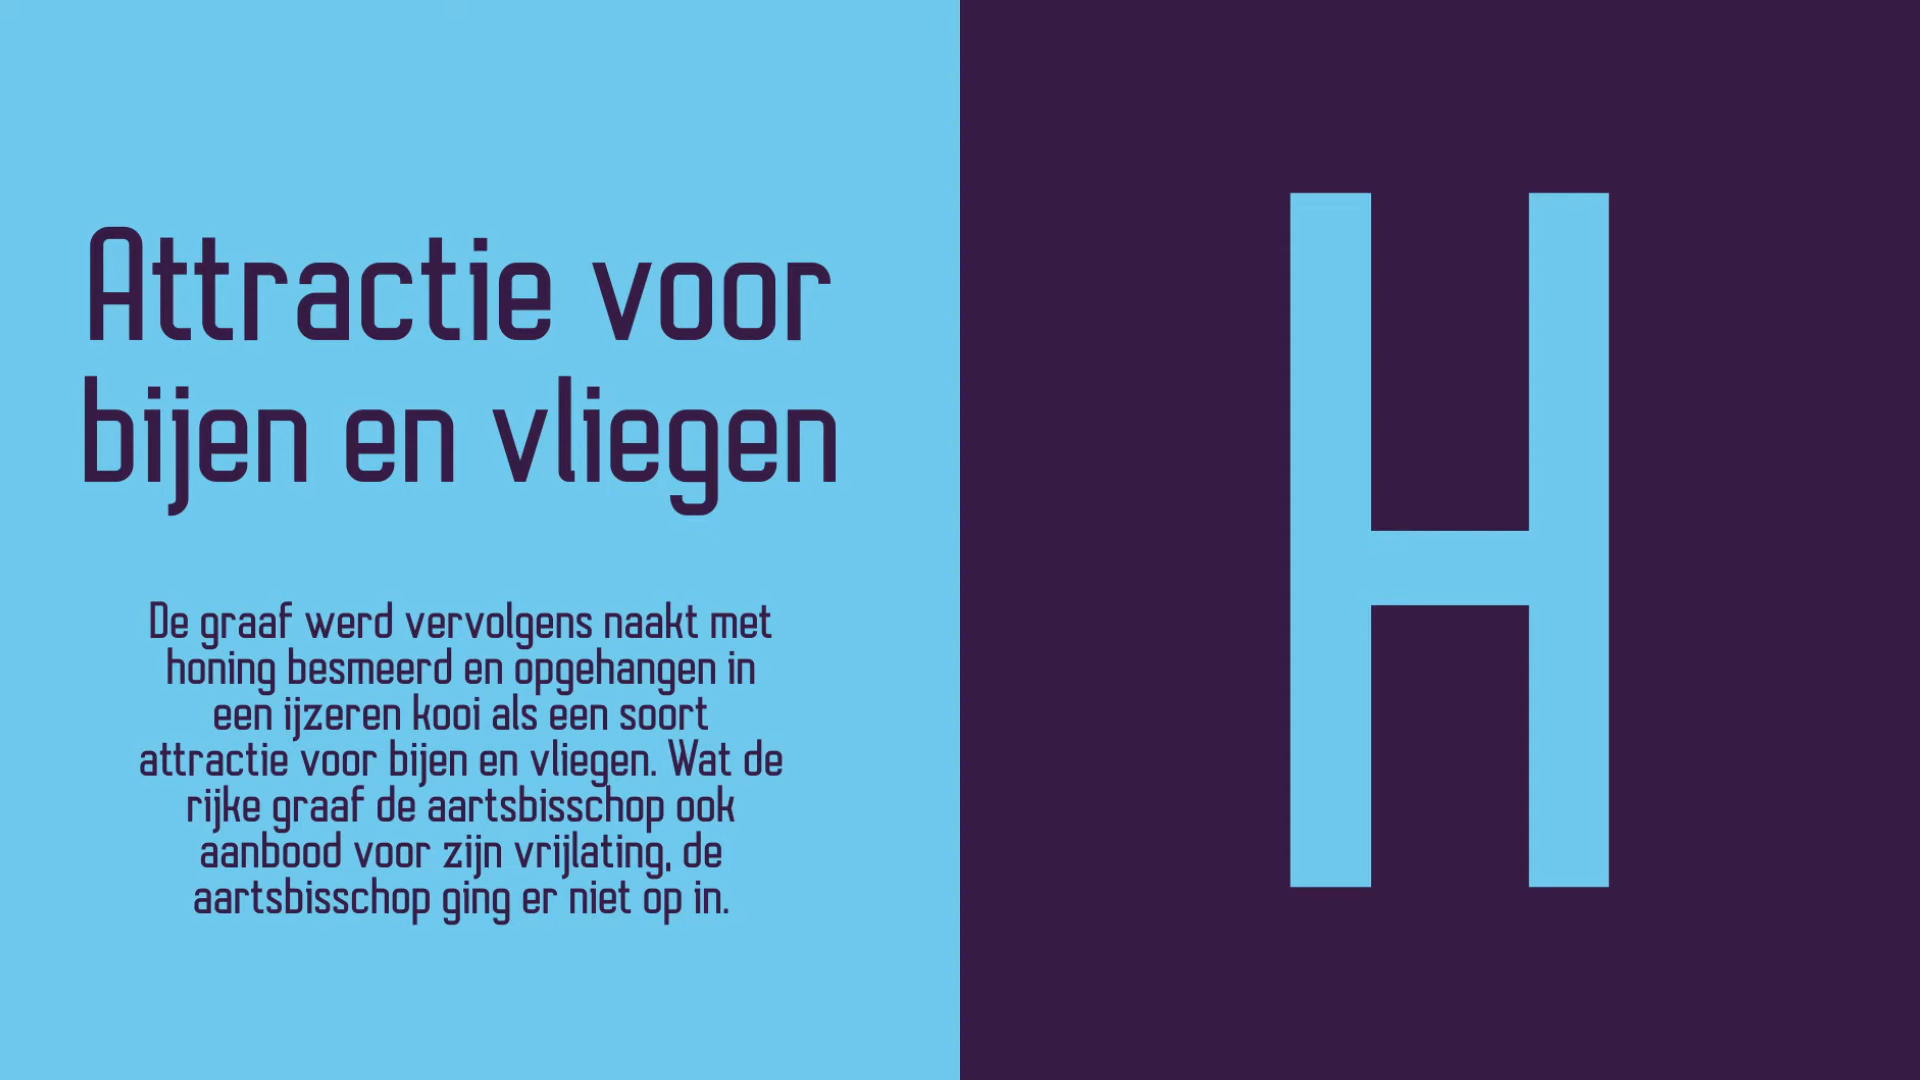 Attractie voor
bijen en vliegen
De graaf werd vervolgens naakt met
honing besmeerd en opgehangen in
een ijzeren kooi als een soort
attractie voor bijen en vliegen. Wat de
rijke graaf de aartsbisschop ook
aanbood voor zijn vrijlating, de
aartsbisschop ging er niet op in.
H